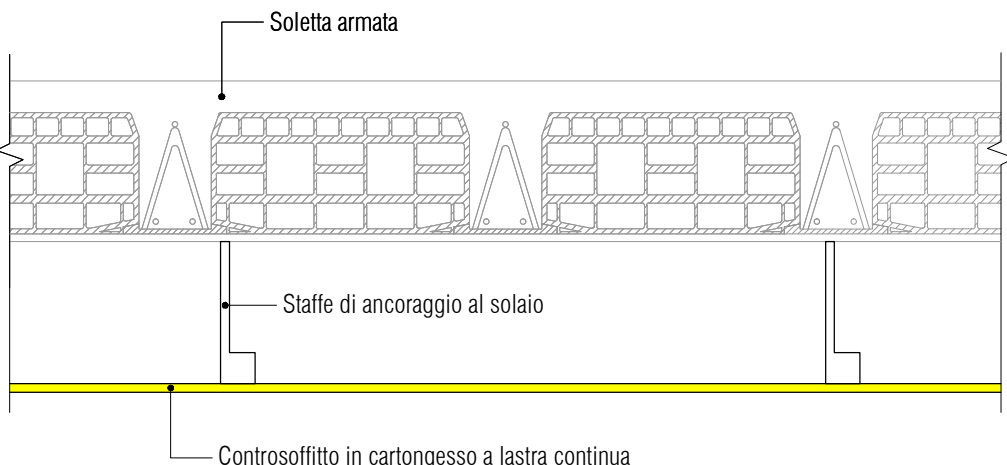 Soletta armata
Staffe di ancoraggio al solaio
Controsoffitto in cartongesso a lastra continua